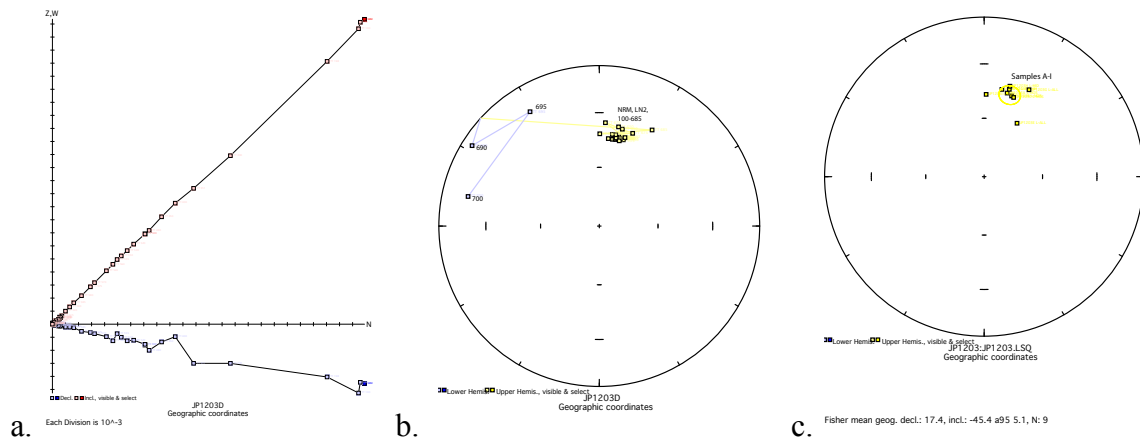 Z,W
N
Decl. Incl., visible & select
JP1203D
Geographic coordinates
Each Division is 10^-3
a.
695
NRM, LN2,
100-685
690
700
Lower Hemis. Upper Hemis., visible & select
JP1203D
Geographic coordinates
b.
Samples A-I
Lower Hemis. Upper Hemis., visible & select
JP1203:JP1203.LSQ
Geographic coordinates
Fisher mean geog. decl.: 17.4, incl.: -45.4 a95 5.1, N: 9
c.